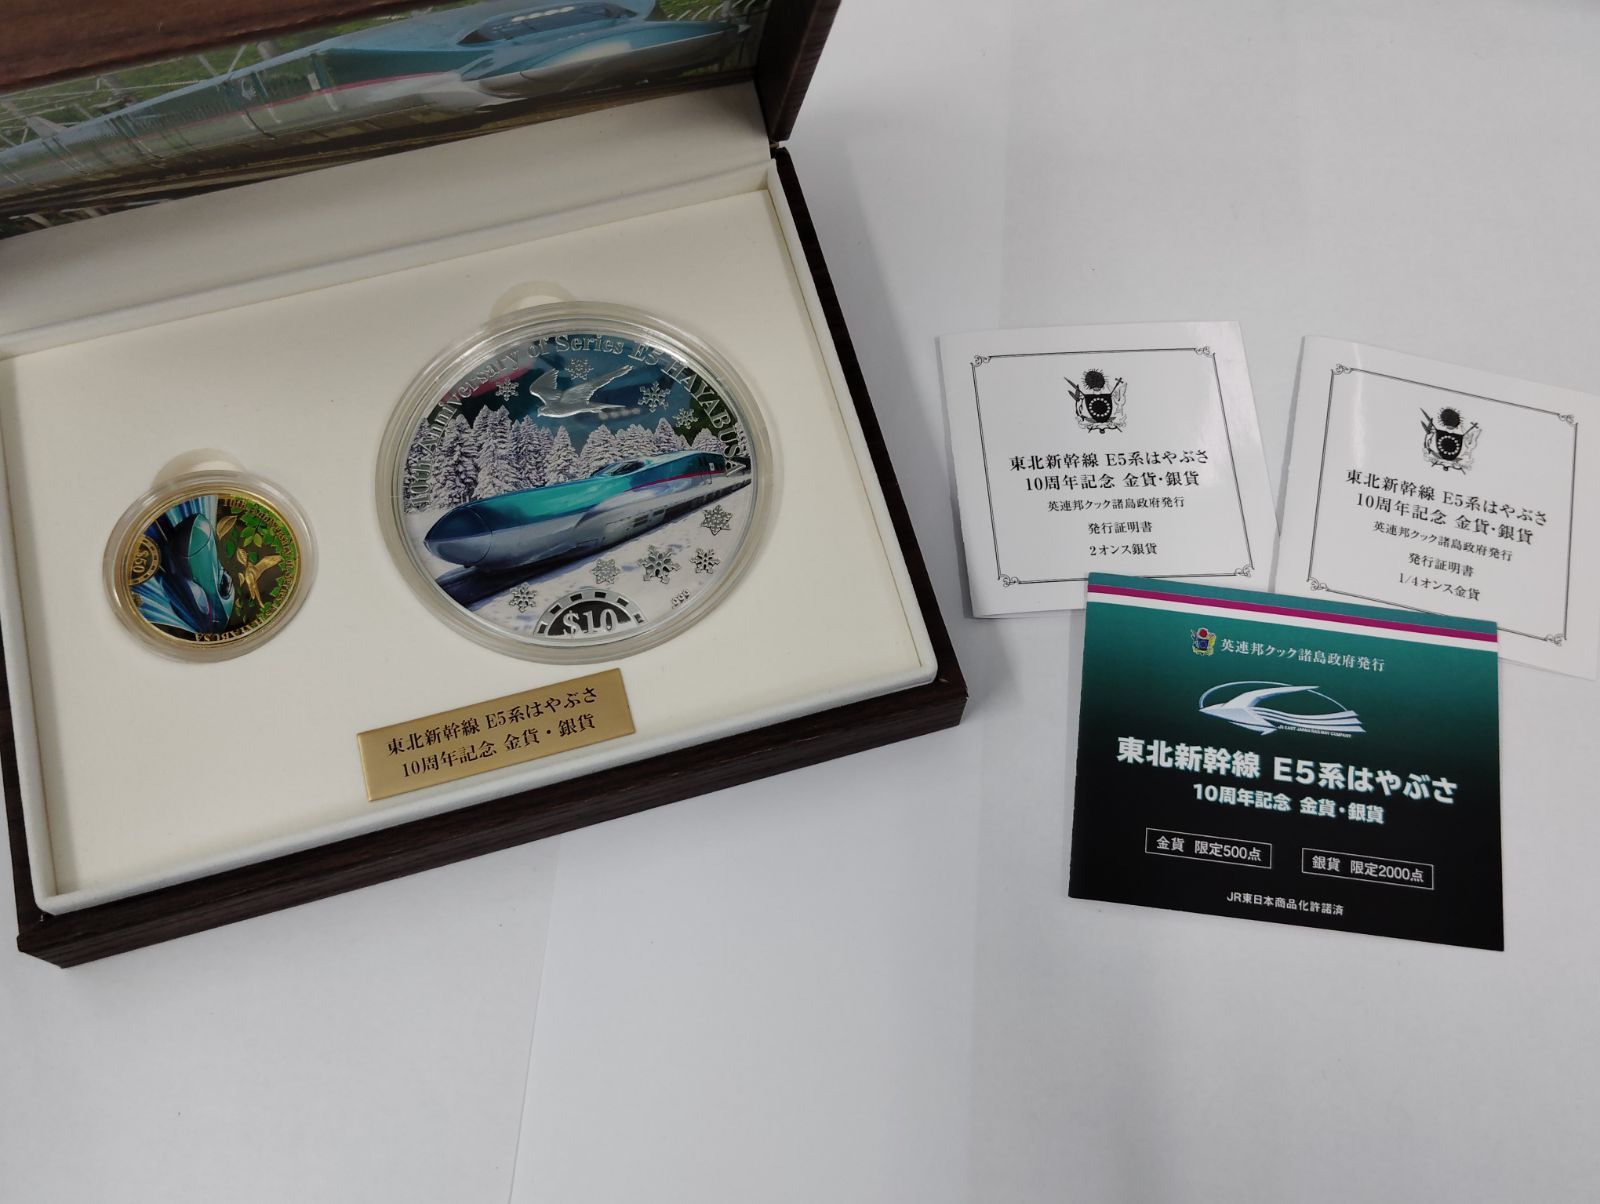 10th Anniversary of Series E5 HAYABUSA
$10
.999
$50
10th Anniversary of
東北新幹線 E5系はやぶさ
10周年記念 金貨・銀貨
東北新幹線 E5系はやぶさ
10周年記念 金貨・銀貨
英連邦クック諸島政府発行
発行証明書
2オンス銀貨
東北新幹線 E5系はやぶさ
10周年記念 金貨・銀貨
英連邦クック諸島政府発行
発行証明書
1/4オンス金貨
英連邦クック諸島政府発行
JR EAST JAPAN RAILWAY COMPANY
東北新幹線 E5系はやぶさ
10周年記念 金貨・銀貨
金貨 限定500点
銀貨 限定2000点
JR東日本商品化許諾済